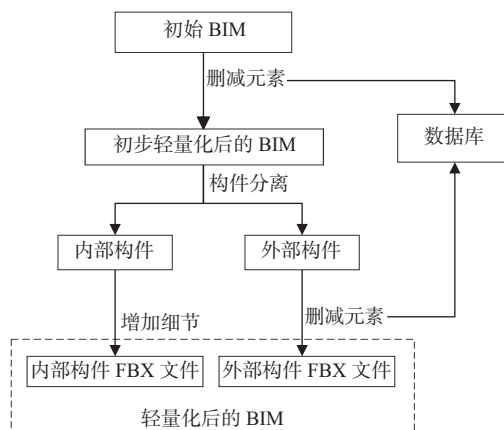 初始 BIM
删减元素
数据库
初步轻量化后的 BIM
构件分离
内部构件
外部构件
增加细节
删减元素
内部构件 FBX 文件
外部构件 FBX 文件
轻量化后的 BIM